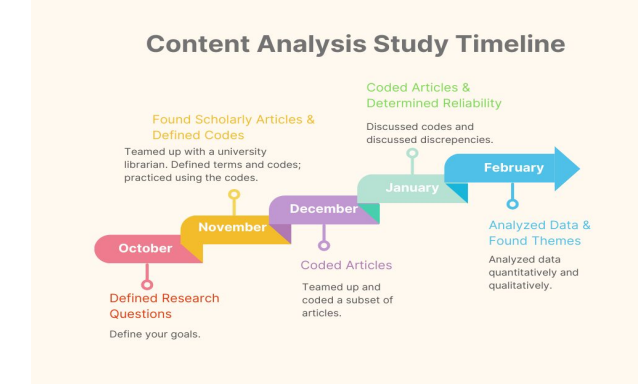 Content Analysis Study Timeline
Coded Articles &
Determined Reliability
Discussed codes and
discussed discrepencies.
Found Scholarly Articles &
Defined Codes
Teamed up with a university
librarian. Defined terms and codes;
practiced using the codes.
February
January
December
November
October
Analyzed Data &
Found Themes
Analyzed data
quantitatively and
qualitatively.
Coded Articles
Teamed up and
coded a subset of
articles.
Defined Research
Questions
Define your goals.